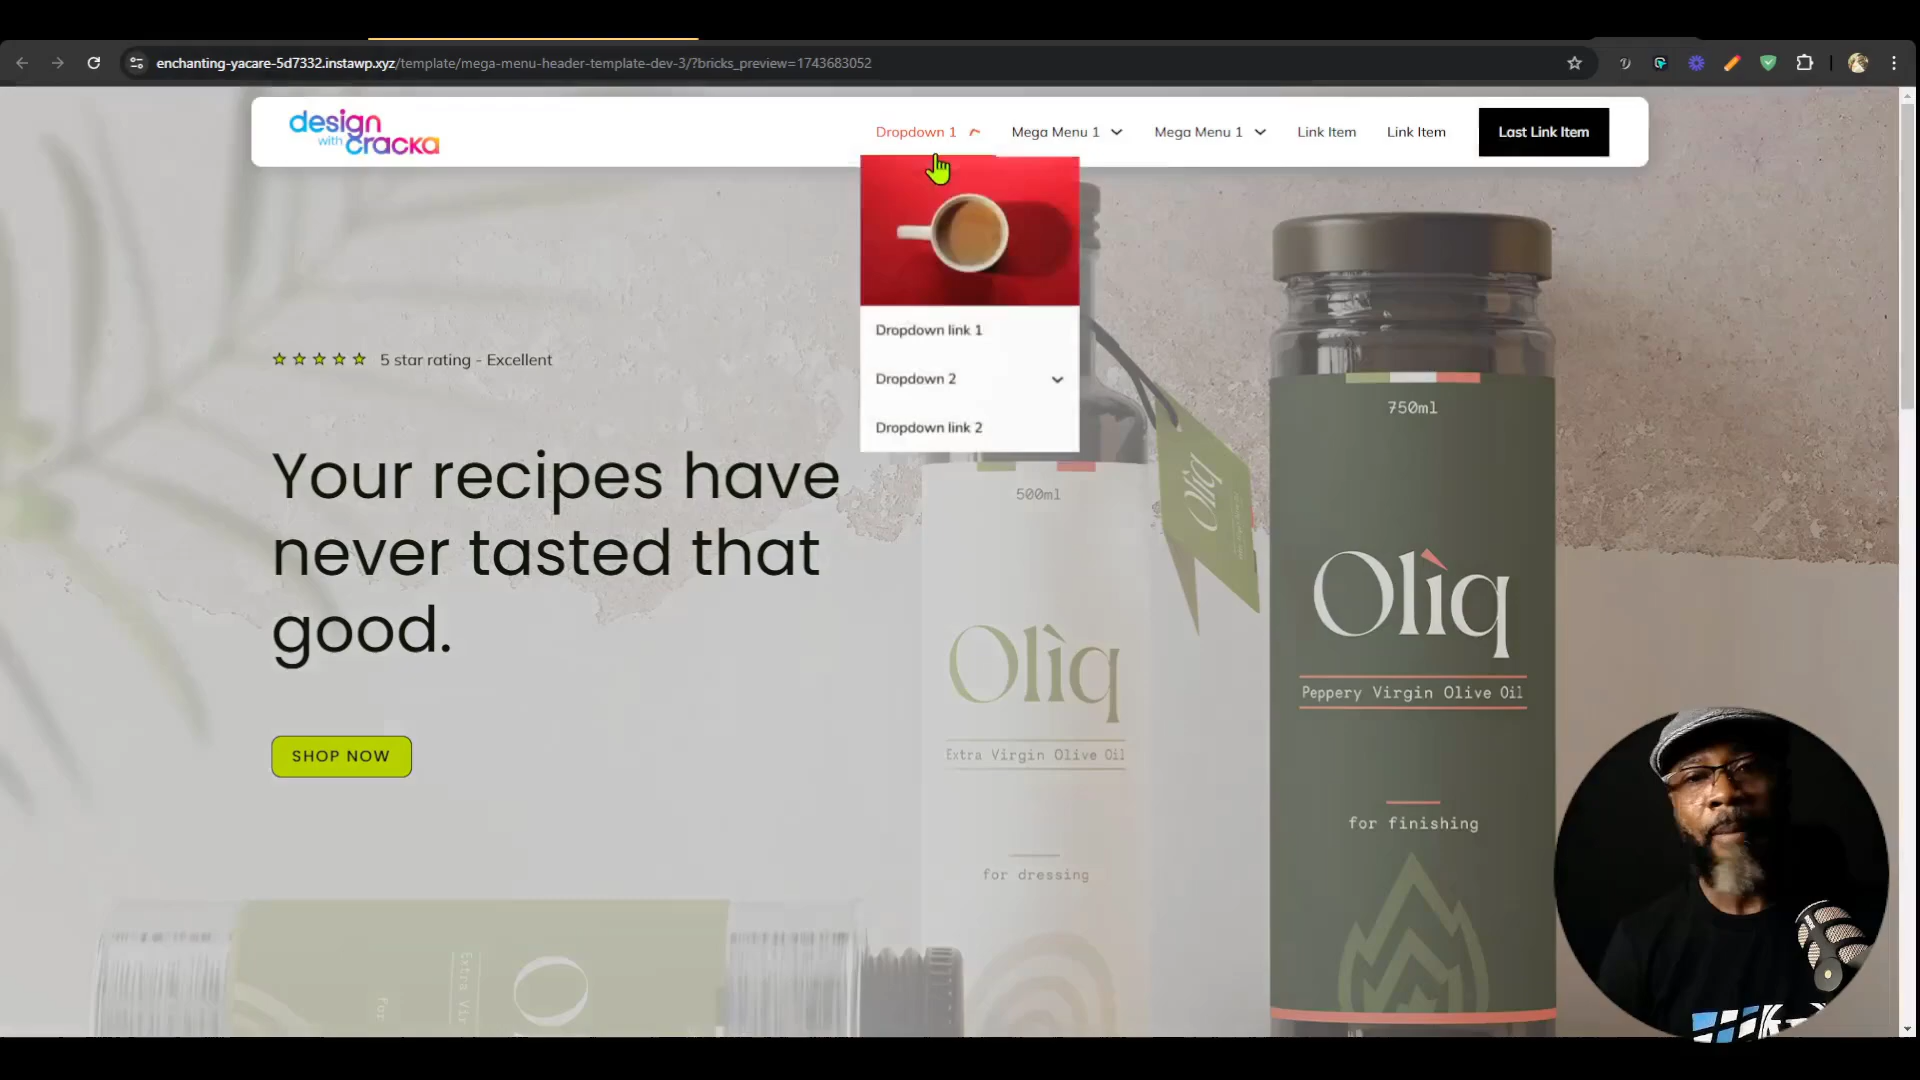 enchanting-yacare-5d7332.instawp.xyz/template/mega-menu-header-template-dev-3/?bricks_preview=1743683052
design
with
cracka
Dropdown 1
Mega Menu 1
Mega Menu 1
Link Item
Link Item
Last Link Item
Dropdown link 1
Dropdown 2
Dropdown link 2
5 star rating - Excellent
Your recipes have
never tasted that
good.
SHOP NOW
500ml
Olìq
Extra Virgin Olive Oil
for dressing
Olìq
750ml
Olìq
Peppery Virgin Olive Oil
for finishing